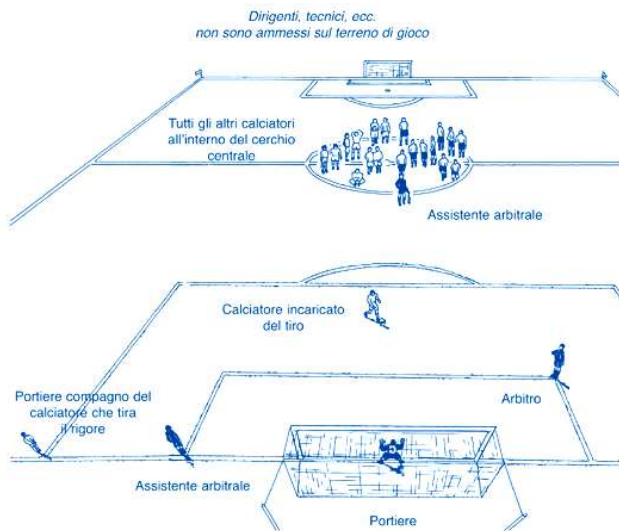 Dirigenti, tecnici, ecc.
non sono ammessi sul terreno di gioco
Tutti gli altri calciatori
all'interno del cerchio
centrale
Assistente arbitrale
Calciatore incaricato
del tiro
Portiere compagno del
calciatore che tira
il rigore
Arbitro
Assistente arbitrale
Portiere